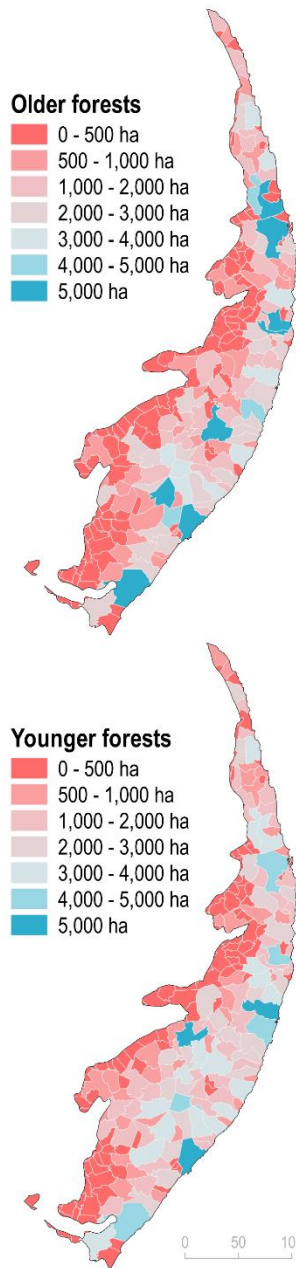 Older forests
0 - 500 ha
500 - 1,000 ha
1,000 - 2,000 ha
2,000 - 3,000 ha
3,000 - 4,000 ha
4,000 - 5,000 ha
5,000 ha
Younger forests
0 - 500 ha
500 - 1,000 ha
1,000 - 2,000 ha
2,000 - 3,000 ha
3,000 - 4,000 ha
4,000 - 5,000 ha
5,000 ha
0 50 10